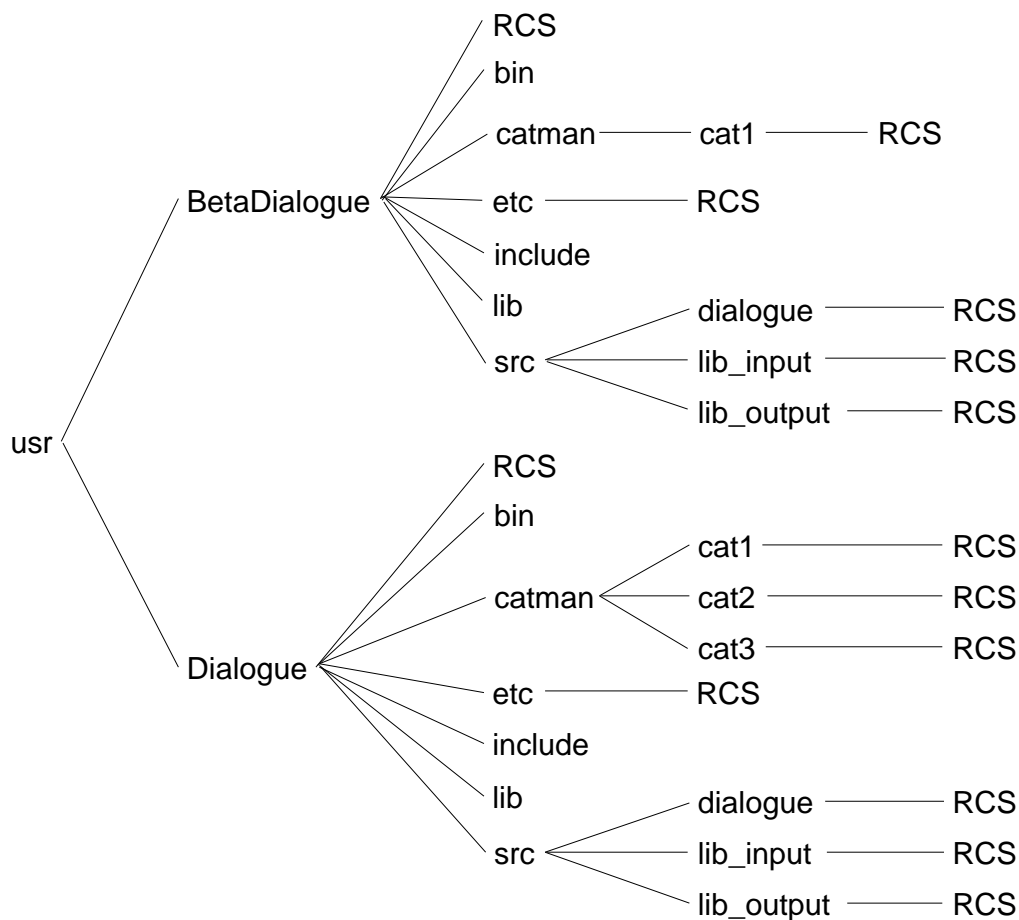 RCS
bin
catman cat1 RCS
BetaDialogue etc RCS
include
lib
dialogue RCS
src lib_input RCS
lib_output RCS
usr
RCS
bin
cat1 RCS
catman cat2 RCS
cat3 RCS
Dialogue
etc RCS
include
lib
dialogue RCS
src lib_input RCS
lib_output RCS